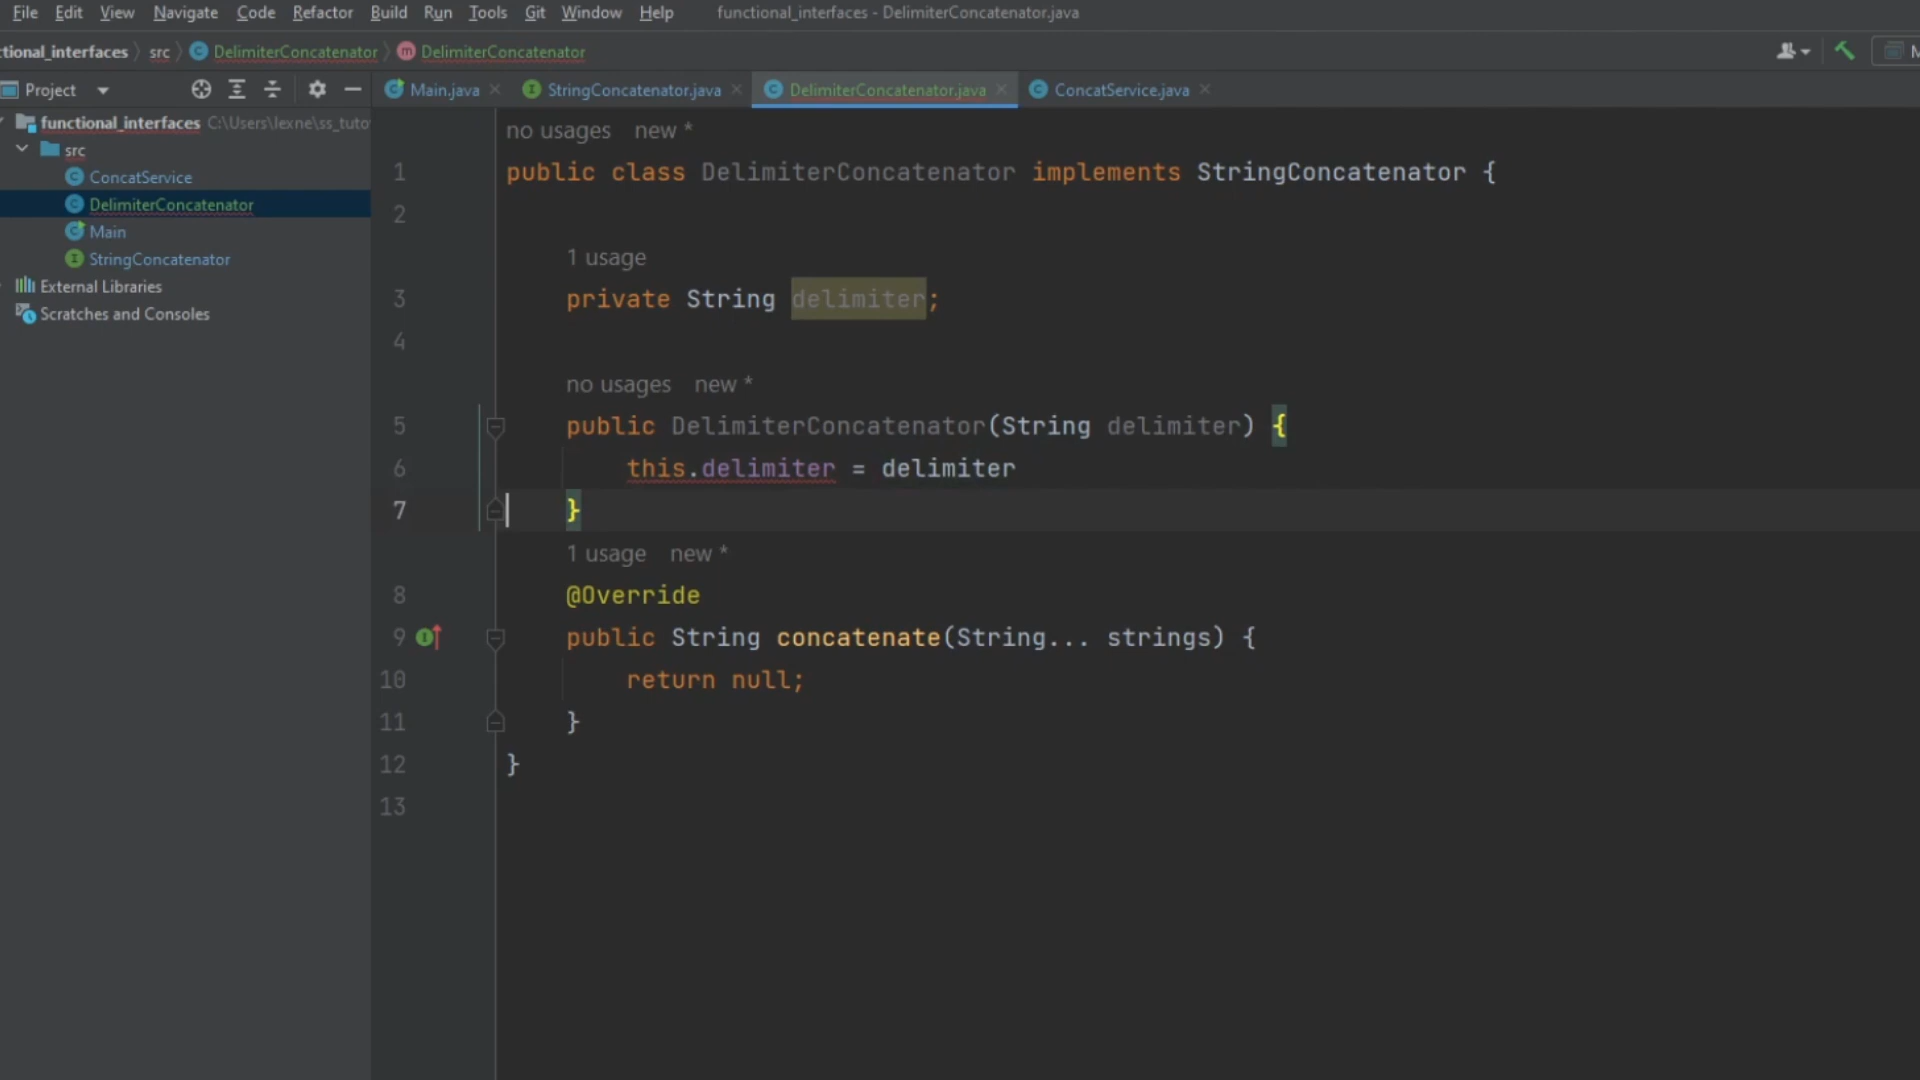 File Edit View Navigate Code Refactor Build Run Tools Git Window Help functional_interfaces - DelimiterConcatenator.java
ctional_interfaces src DelimiterConcatenator m DelimiterConcatenator
Project
Main.java StringConcatenator.java DelimiterConcatenator.java ConcatService.java
functional_interfaces C:\Users\lexne\ss_tuto
src
ConcatService
DelimiterConcatenator
Main
StringConcatenator
External Libraries
Scratches and Consoles
no usages new *
1 public class DelimiterConcatenator implements StringConcatenator {
2
1 usage
3 private String delimiter;
4
no usages new *
5 public DelimiterConcatenator(String delimiter) {
6 this.delimiter = delimiter
7 }
1 usage new *
8 @Override
9 public String concatenate(String... strings) {
10 return null;
11 }
12 }
13